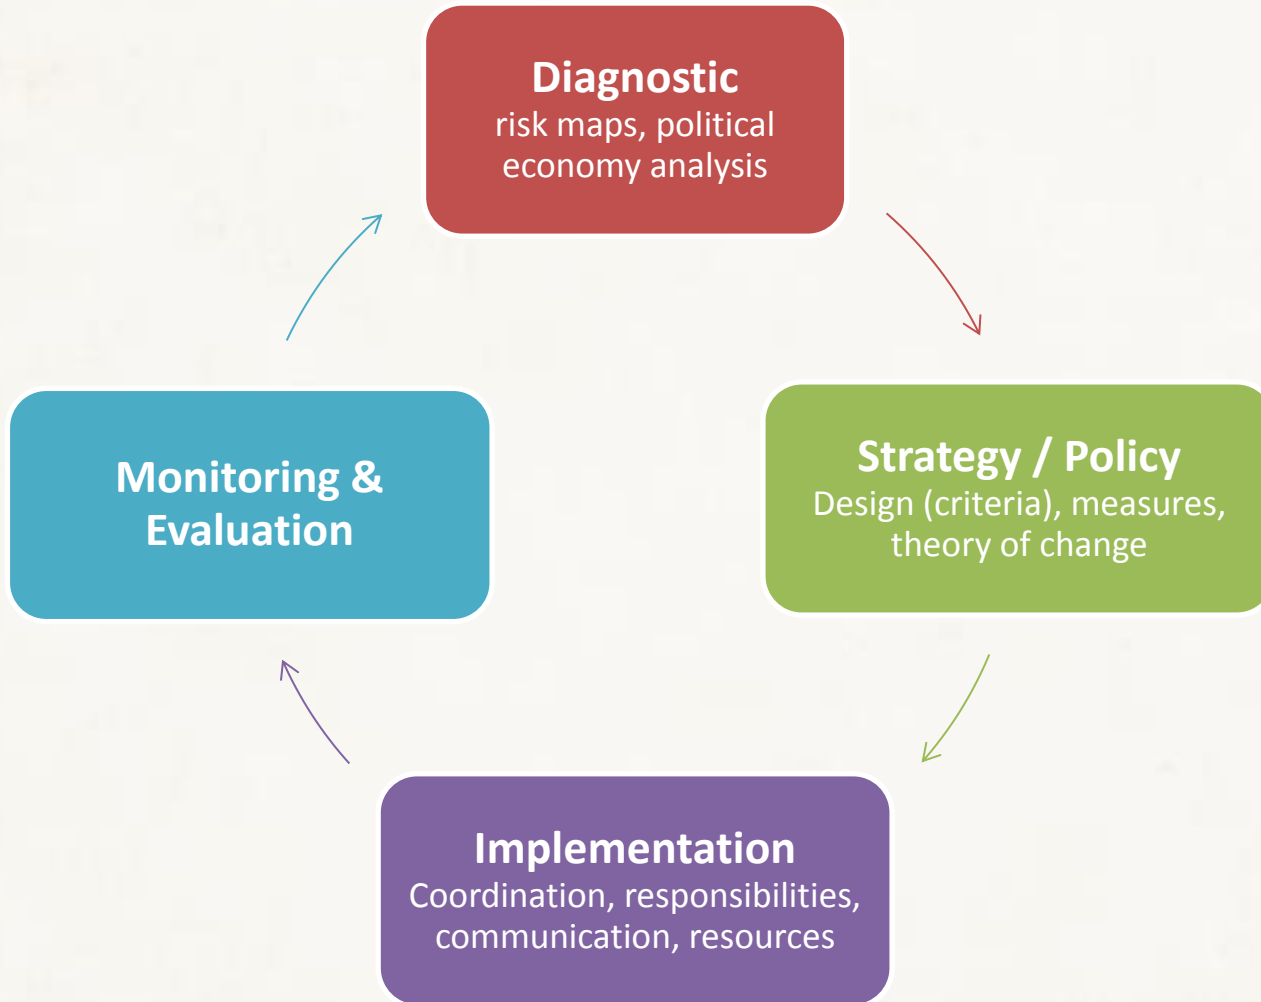 Diagnostic
risk maps, political
economy analysis
Strategy / Policy
Design (criteria), measures,
theory of change
Implementation
Coordination, responsibilities,
communication, resources
Monitoring &
Evaluation